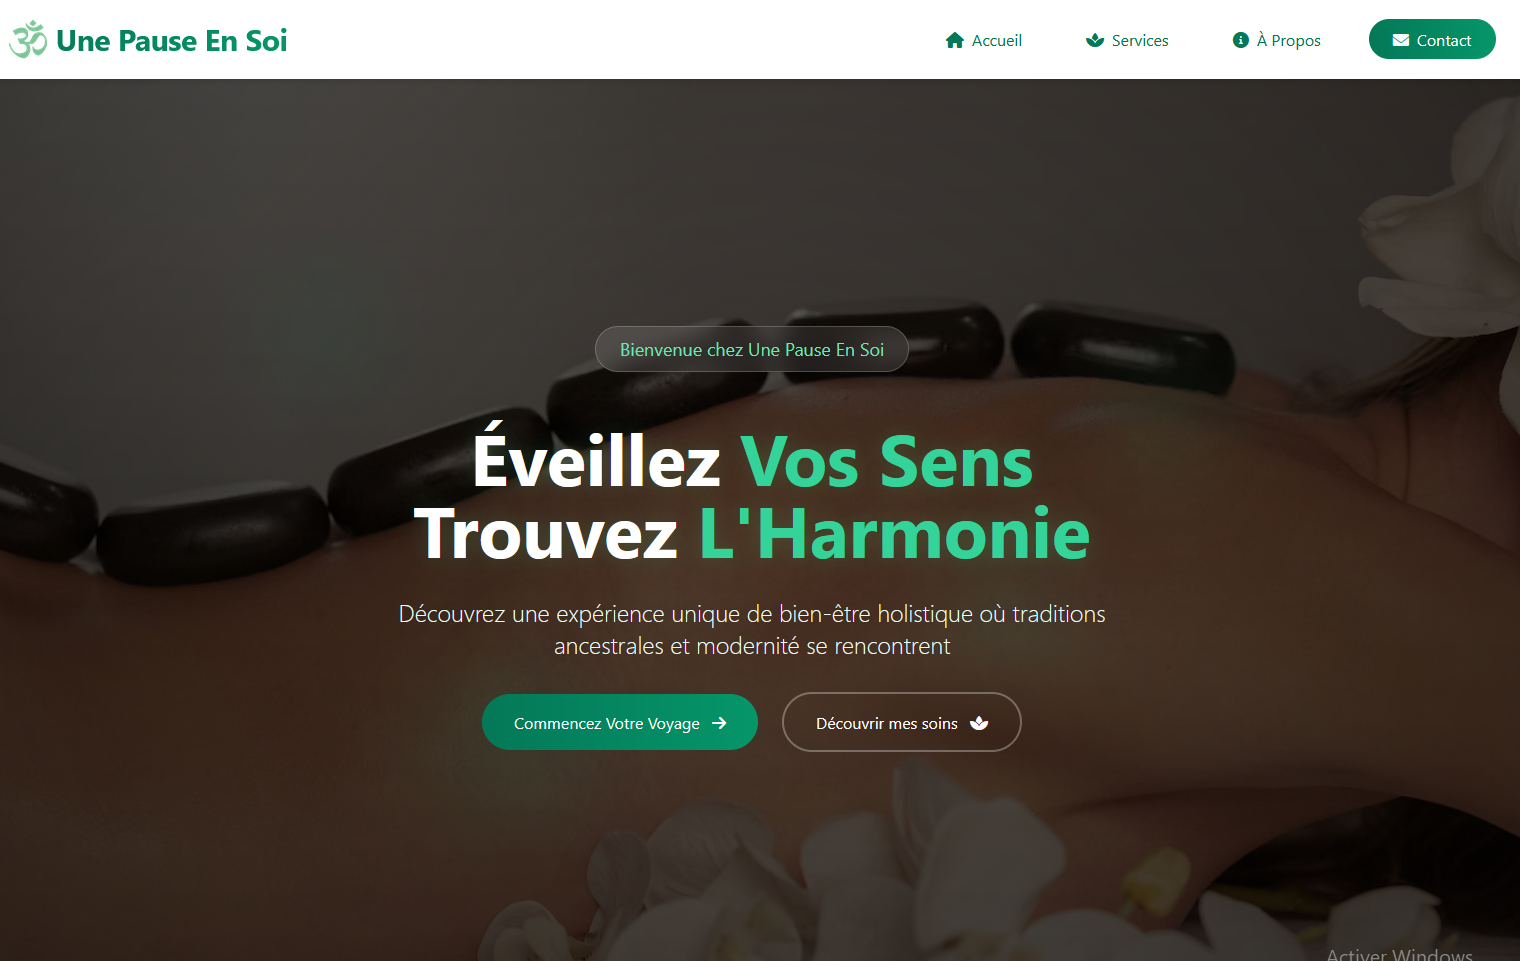 ॐ Une Pause En Soi
Accueil
Services
À Propos
Contact
Bienvenue chez Une Pause En Soi
Éveillez Vos Sens
Trouvez L'Harmonie
Découvrez une expérience unique de bien-être holistique où traditions
ancestrales et modernité se rencontrent
Commencez Votre Voyage
Découvrir mes soins
Activer Windows